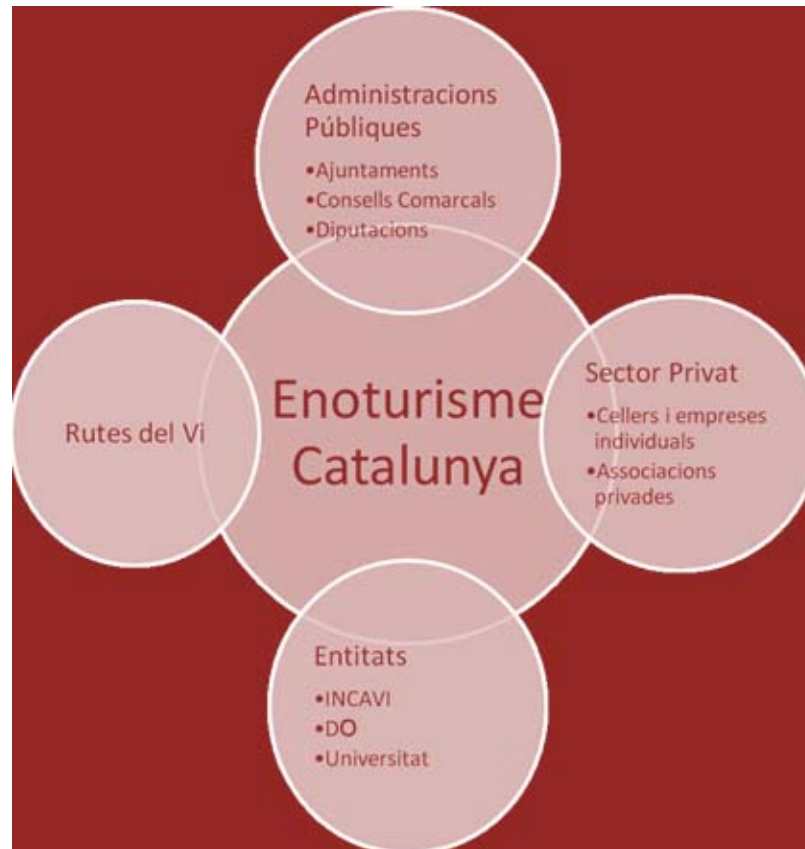 Administracions
Públiques
•Ajuntaments
•Consells Comarcals
•Diputacions
Rutes del Vi
Enoturisme
Catalunya
Sector Privat
•Cellers i empreses
individuals
•Associacions
privades
Entitats
•INCAVI
•DO
•Universitat